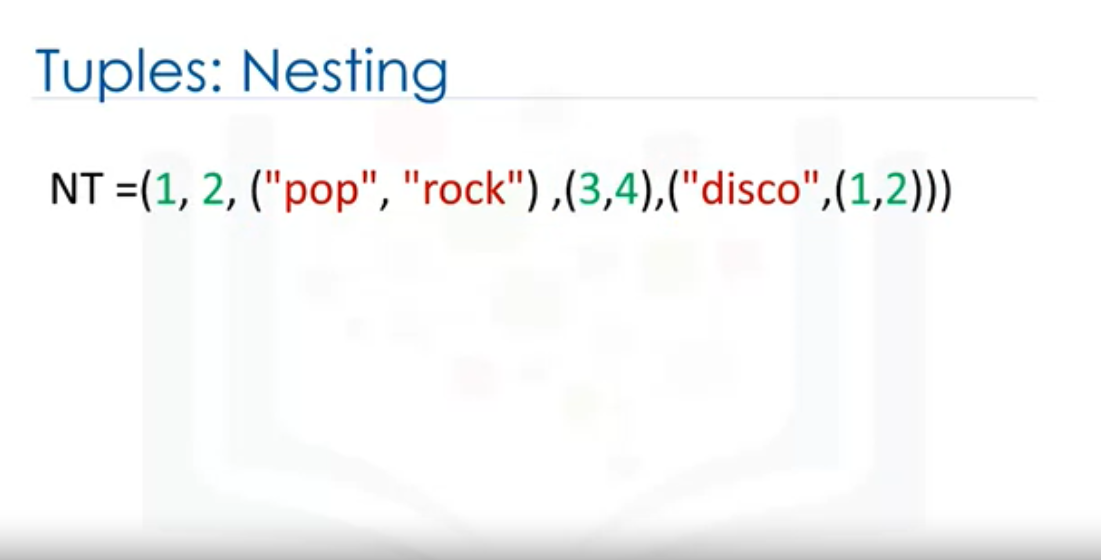 Tuples: Nesting
NT =(1, 2, ("pop", "rock") ,(3,4),("disco",(1,2)))